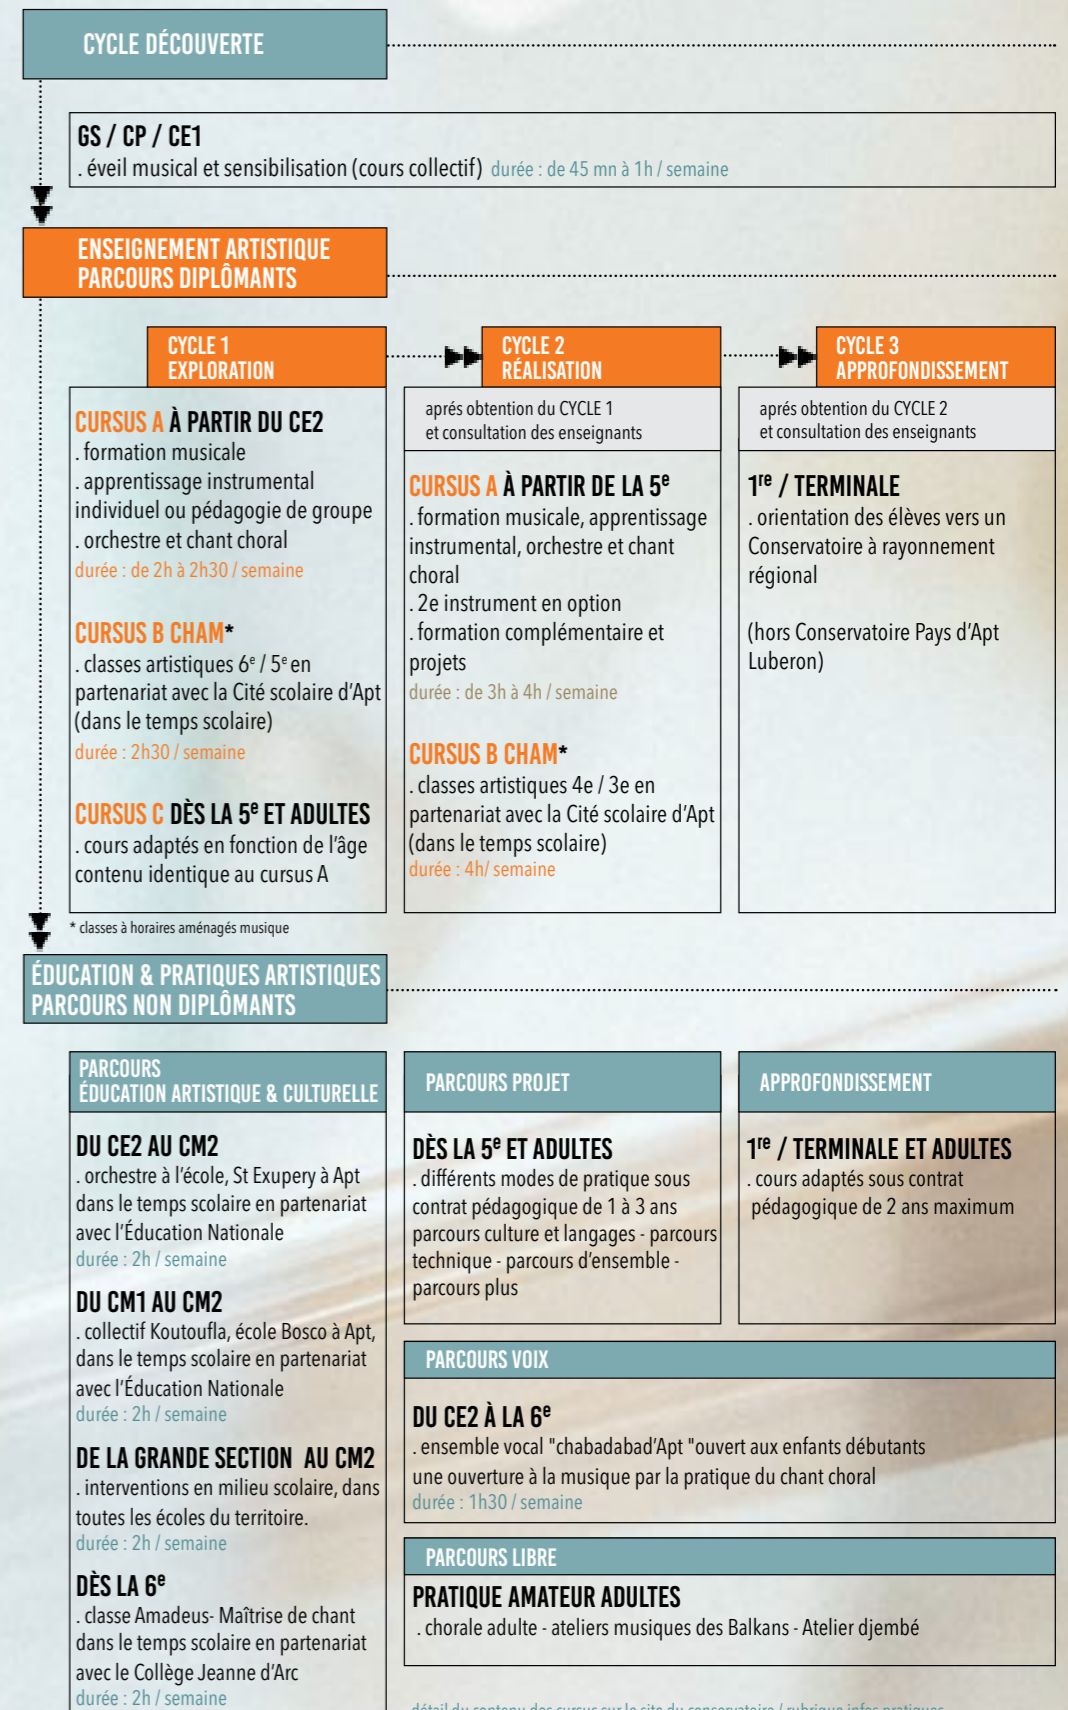 CYCLE DÉCOUVERTE
GS / CP / CE1
. éveil musical et sensibilisation (cours collectif) durée : de 45 mn à 1h / semaine
ENSEIGNEMENT ARTISTIQUE
PARCOURS DIPLÔMANTS
CYCLE 1
EXPLORATION
CURSUS A À PARTIR DU CE2
. formation musicale
. apprentissage instrumental
individuel ou pédagogie de groupe
. orchestre et chant choral
durée : de 2h à 2h30 / semaine
CURSUS B CHAM*
. classes artistiques 6e / 5e en
partenariat avec la Cité scolaire d'Apt
(dans le temps scolaire)
durée : 2h30 / semaine
CURSUS C DÈS LA 5e ET ADULTES
. cours adaptés en fonction de l'âge
contenu identique au cursus A
CYCLE 2
RÉALISATION
aprés obtention du CYCLE 1
et consultation des enseignants
CURSUS A À PARTIR DE LA 5e
. formation musicale, apprentissage
instrumental, orchestre et chant
choral
. 2e instrument en option
. formation complémentaire et
projets
durée : de 3h à 4h / semaine
CURSUS B CHAM*
. classes artistiques 4e / 3e en
partenariat avec la Cité scolaire d'Apt
(dans le temps scolaire)
durée : 4h/ semaine
CYCLE 3
APPROFONDISSEMENT
aprés obtention du CYCLE 2
et consultation des enseignants
1re / TERMINALE
. orientation des élèves vers un
Conservatoire à rayonnement
régional
(hors Conservatoire Pays d'Apt
Luberon)
* classes à horaires aménagés musique
ÉDUCATION & PRATIQUES ARTISTIQUES
PARCOURS NON DIPLÔMANTS
PARCOURS
ÉDUCATION ARTISTIQUE & CULTURELLE
DU CE2 AU CM2
. orchestre à l'école, St Exupery à Apt
dans le temps scolaire en partenariat
avec l'Éducation Nationale
durée : 2h / semaine
DU CM1 AU CM2
. collectif Koutoufla, école Bosco à Apt,
dans le temps scolaire en partenariat
avec l'Éducation Nationale
durée : 2h / semaine
DE LA GRANDE SECTION AU CM2
. interventions en milieu scolaire, dans
toutes les écoles du territoire.
durée : 2h / semaine
DÈS LA 6e
. classe Amadeus- Maîtrise de chant
dans le temps scolaire en partenariat
avec le Collège Jeanne d'Arc
durée : 2h / semaine
PARCOURS PROJET
DÈS LA 5e ET ADULTES
. différents modes de pratique sous
contrat pédagogique de 1 à 3 ans
parcours culture et langages - parcours
technique - parcours d'ensemble -
parcours plus
APPROFONDISSEMENT
1re / TERMINALE ET ADULTES
. cours adaptés sous contrat
pédagogique de 2 ans maximum
PARCOURS VOIX
DU CE2 À LA 6e
. ensemble vocal "chabadabad'Apt "ouvert aux enfants débutants
une ouverture à la musique par la pratique du chant choral
durée : 1h30 / semaine
PARCOURS LIBRE
PRATIQUE AMATEUR ADULTES
. chorale adulte - ateliers musiques des Balkans - Atelier djembé
détail du contenu des cursus sur le site du conservatoire / rubrique infos pratiques